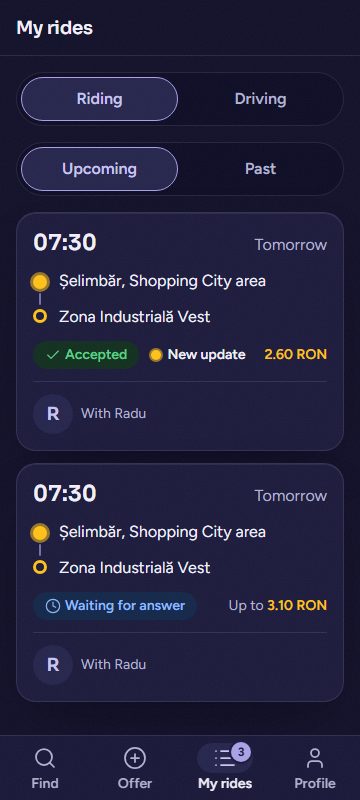 My rides
Riding Driving
Upcoming Past
07:30 Tomorrow
Șelimbăr, Shopping City area
Zona Industrială Vest
Accepted New update 2.60 RON
R With Radu
07:30 Tomorrow
Șelimbăr, Shopping City area
Zona Industrială Vest
Waiting for answer Up to 3.10 RON
R With Radu
3
Find Offer My rides Profile